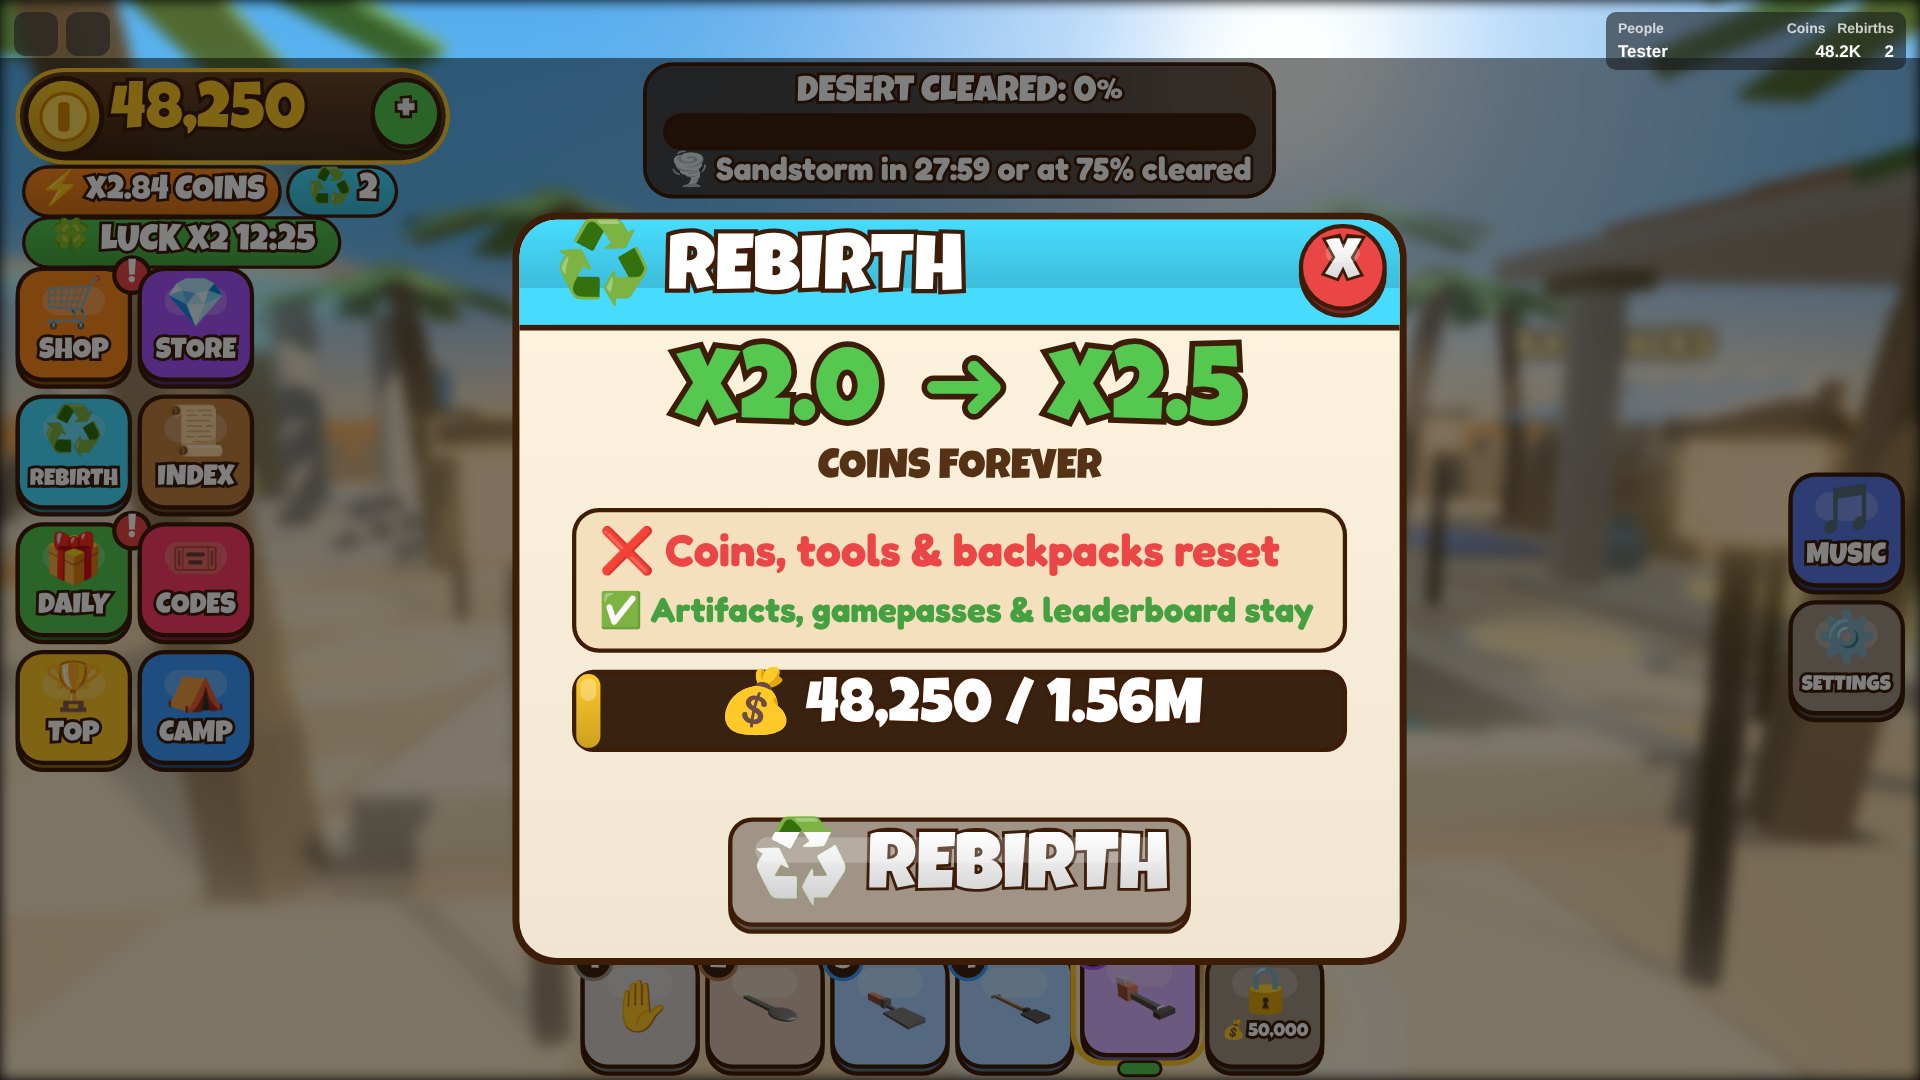 People Coins Rebirths
Tester 48.2K 2
48,250
+
X2.84 COINS
2
LUCK X2 12:25
DESERT CLEARED: 0%
Sandstorm in 27:59 or at 75% cleared
!
SHOP
STORE
REBIRTH
INDEX
!
DAILY
CODES
TOP
CAMP
REBIRTH
X
X2.0 → X2.5
COINS FOREVER
Coins, tools & backpacks reset
Artifacts, gamepasses & leaderboard stay
$ 48,250 / 1.56M
REBIRTH
MUSIC
SETTINGS
50,000